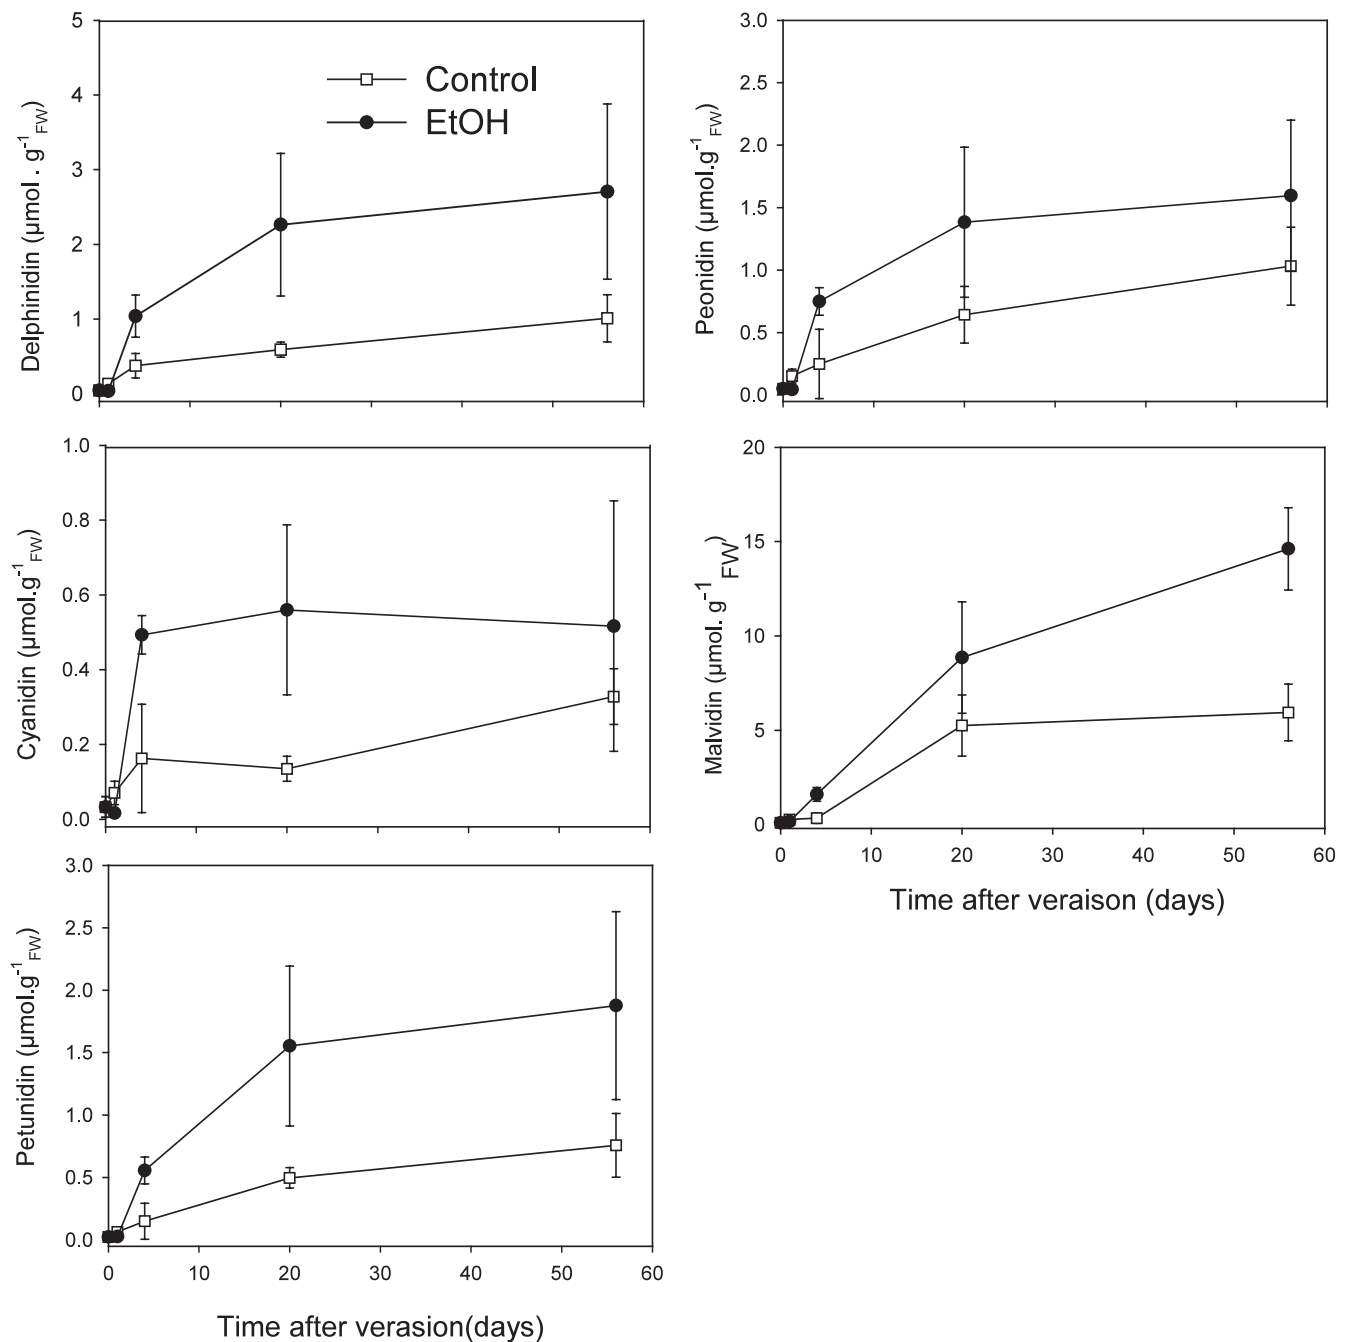 5
4
3
2
1
0
Delphinidin (µmol . g⁻¹ FW)
Control
EtOH
3.0
2.5
2.0
1.5
1.0
0.5
0.0
Peonidin (µmol.g⁻¹ FW)
1.0
0.8
0.6
0.4
0.2
0.0
Cyanidin (µmol.g⁻¹ FW)
20
15
10
5
0
Malvidin (µmol. g⁻¹ FW)
0 10 20 30 40 50 60
Time after veraison (days)
3.0
2.5
2.0
1.5
1.0
0.5
0.0
Petunidin (µmol.g⁻¹ FW)
0 10 20 30 40 50 60
Time after verasion(days)